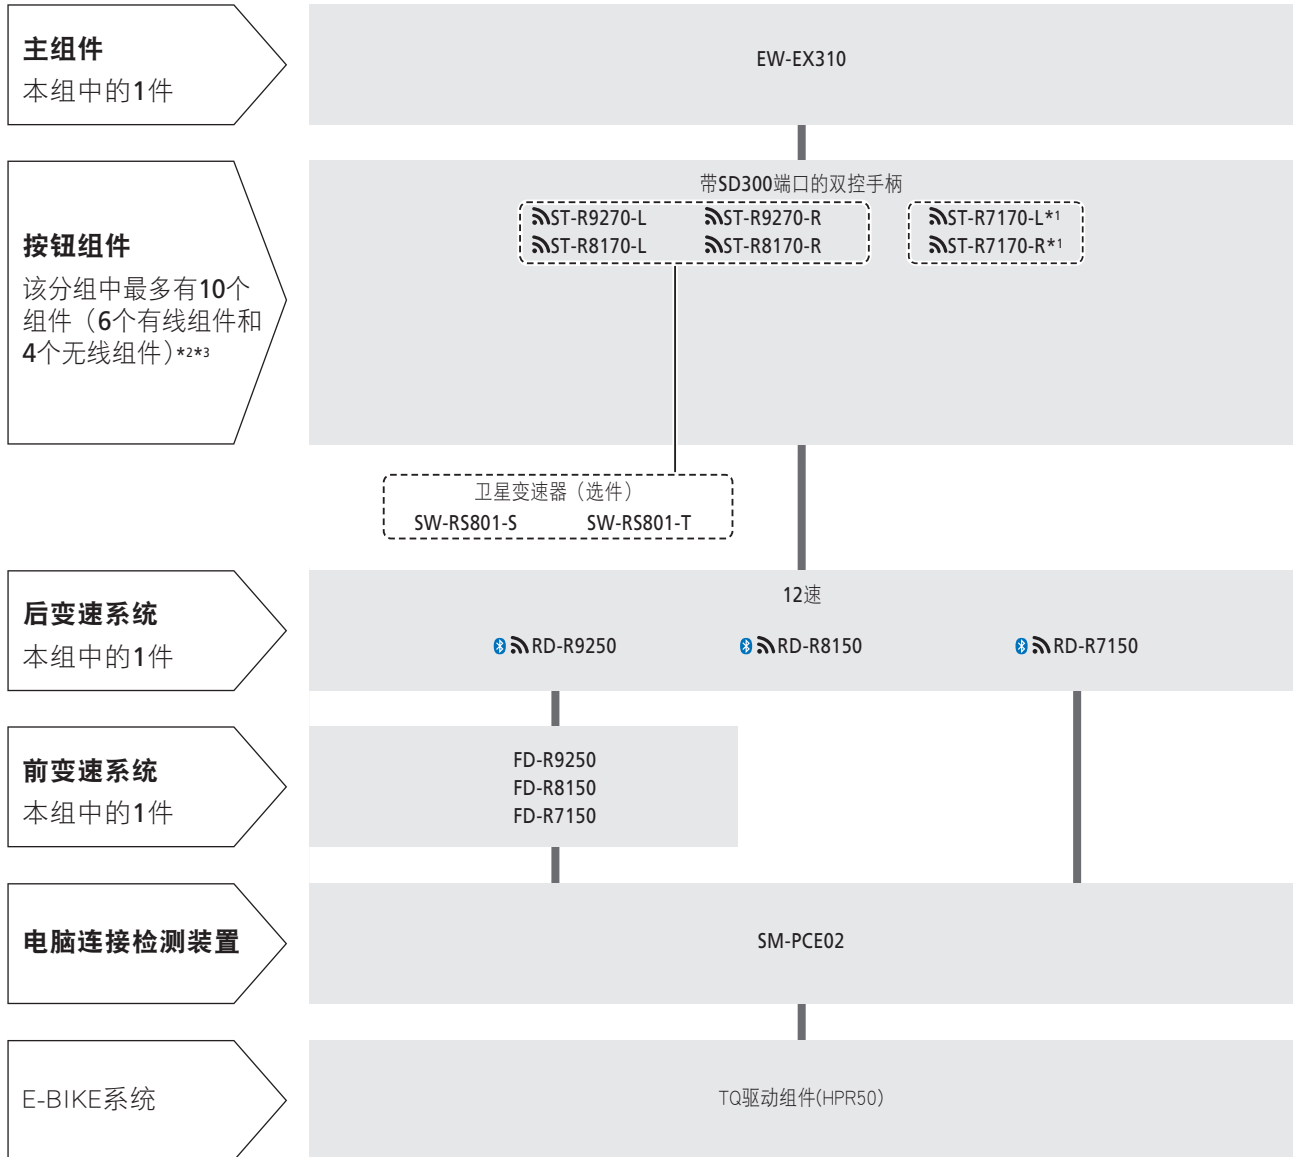 主组件
本组中的1件
EW-EX310
按钮组件
该分组中最多有10个
组件（6个有线组件和
4个无线组件）*2*3
带SD300端口的双控手柄
ST-R9270-L ST-R9270-R ST-R7170-L*1
ST-R8170-L ST-R8170-R ST-R7170-R*1
卫星变速器（选件）
SW-RS801-S SW-RS801-T
后变速系统
本组中的1件
12速
RD-R9250 RD-R8150 RD-R7150
前变速系统
本组中的1件
FD-R9250
FD-R8150
FD-R7150
电脑连接检测装置
SM-PCE02
E-BIKE系统
TQ驱动组件(HPR50)